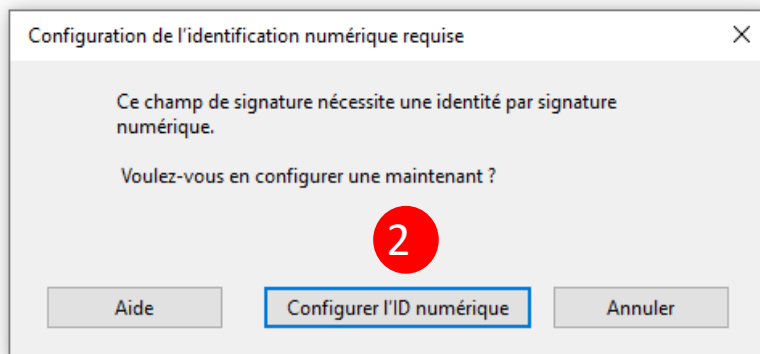 Configuration de l'identification numérique requise
Ce champ de signature nécessite une identité par signature
numérique.
Voulez-vous en configurer une maintenant ?
2
Aide
Configurer l'ID numérique
Annuler